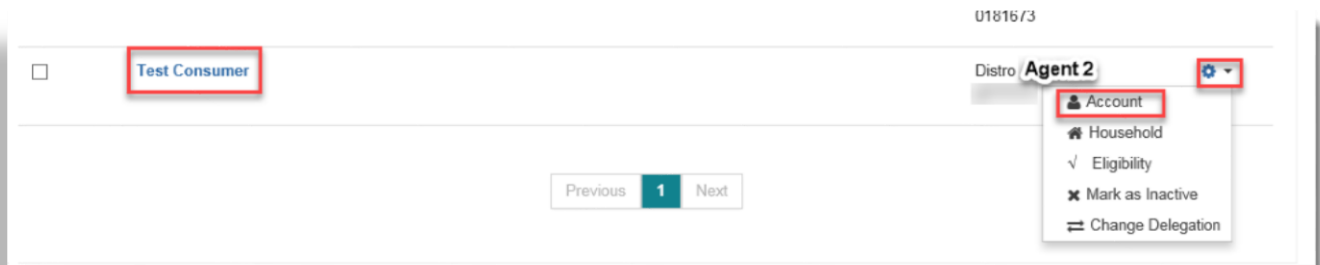 0181673
Test Consumer
Distro Agent 2
Account
Household
√ Eligibility
Mark as Inactive
Change Delegation
Previous 1 Next